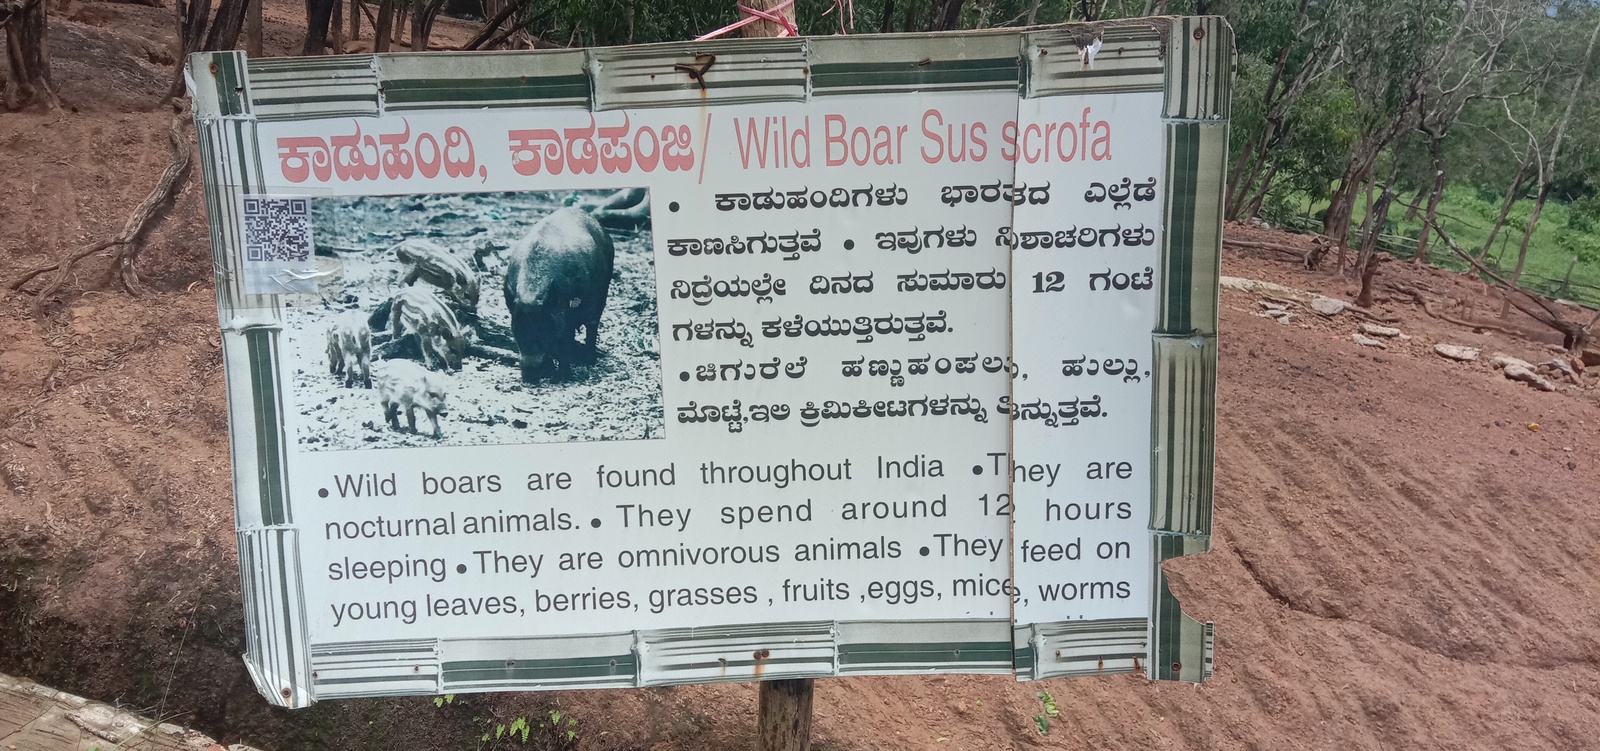 ಕಾಡುಹಂದಿ, ಕಾಡಪಂಜಿ/ Wild Boar Sus scrofa
• ಕಾಡುಹಂದಿಗಳು ಭಾರತದ ಎಲ್ಲೆಡೆ
ಕಾಣಸಿಗುತ್ತವೆ • ಇವುಗಳು ನಿಶಾಚರಿಗಳು
ನಿದ್ರೆಯಲ್ಲೇ ದಿನದ ಸುಮಾರು 12 ಗಂಟೆ
ಗಳನ್ನು ಕಳೆಯುತ್ತಿರುತ್ತವೆ.
•ಚಿಗುರೆಲೆ ಹಣ್ಣುಹಂಪಲು, ಹುಲ್ಲು,
ಮೊಟ್ಟೆ,ಇಲಿ ಕ್ರಿಮಿಕೀಟಗಳನ್ನು ತಿನ್ನುತ್ತವೆ.
•Wild boars are found throughout India •They are
nocturnal animals. • They spend around 12 hours
sleeping •They are omnivorous animals •They feed on
young leaves, berries, grasses , fruits ,eggs, mice, worms